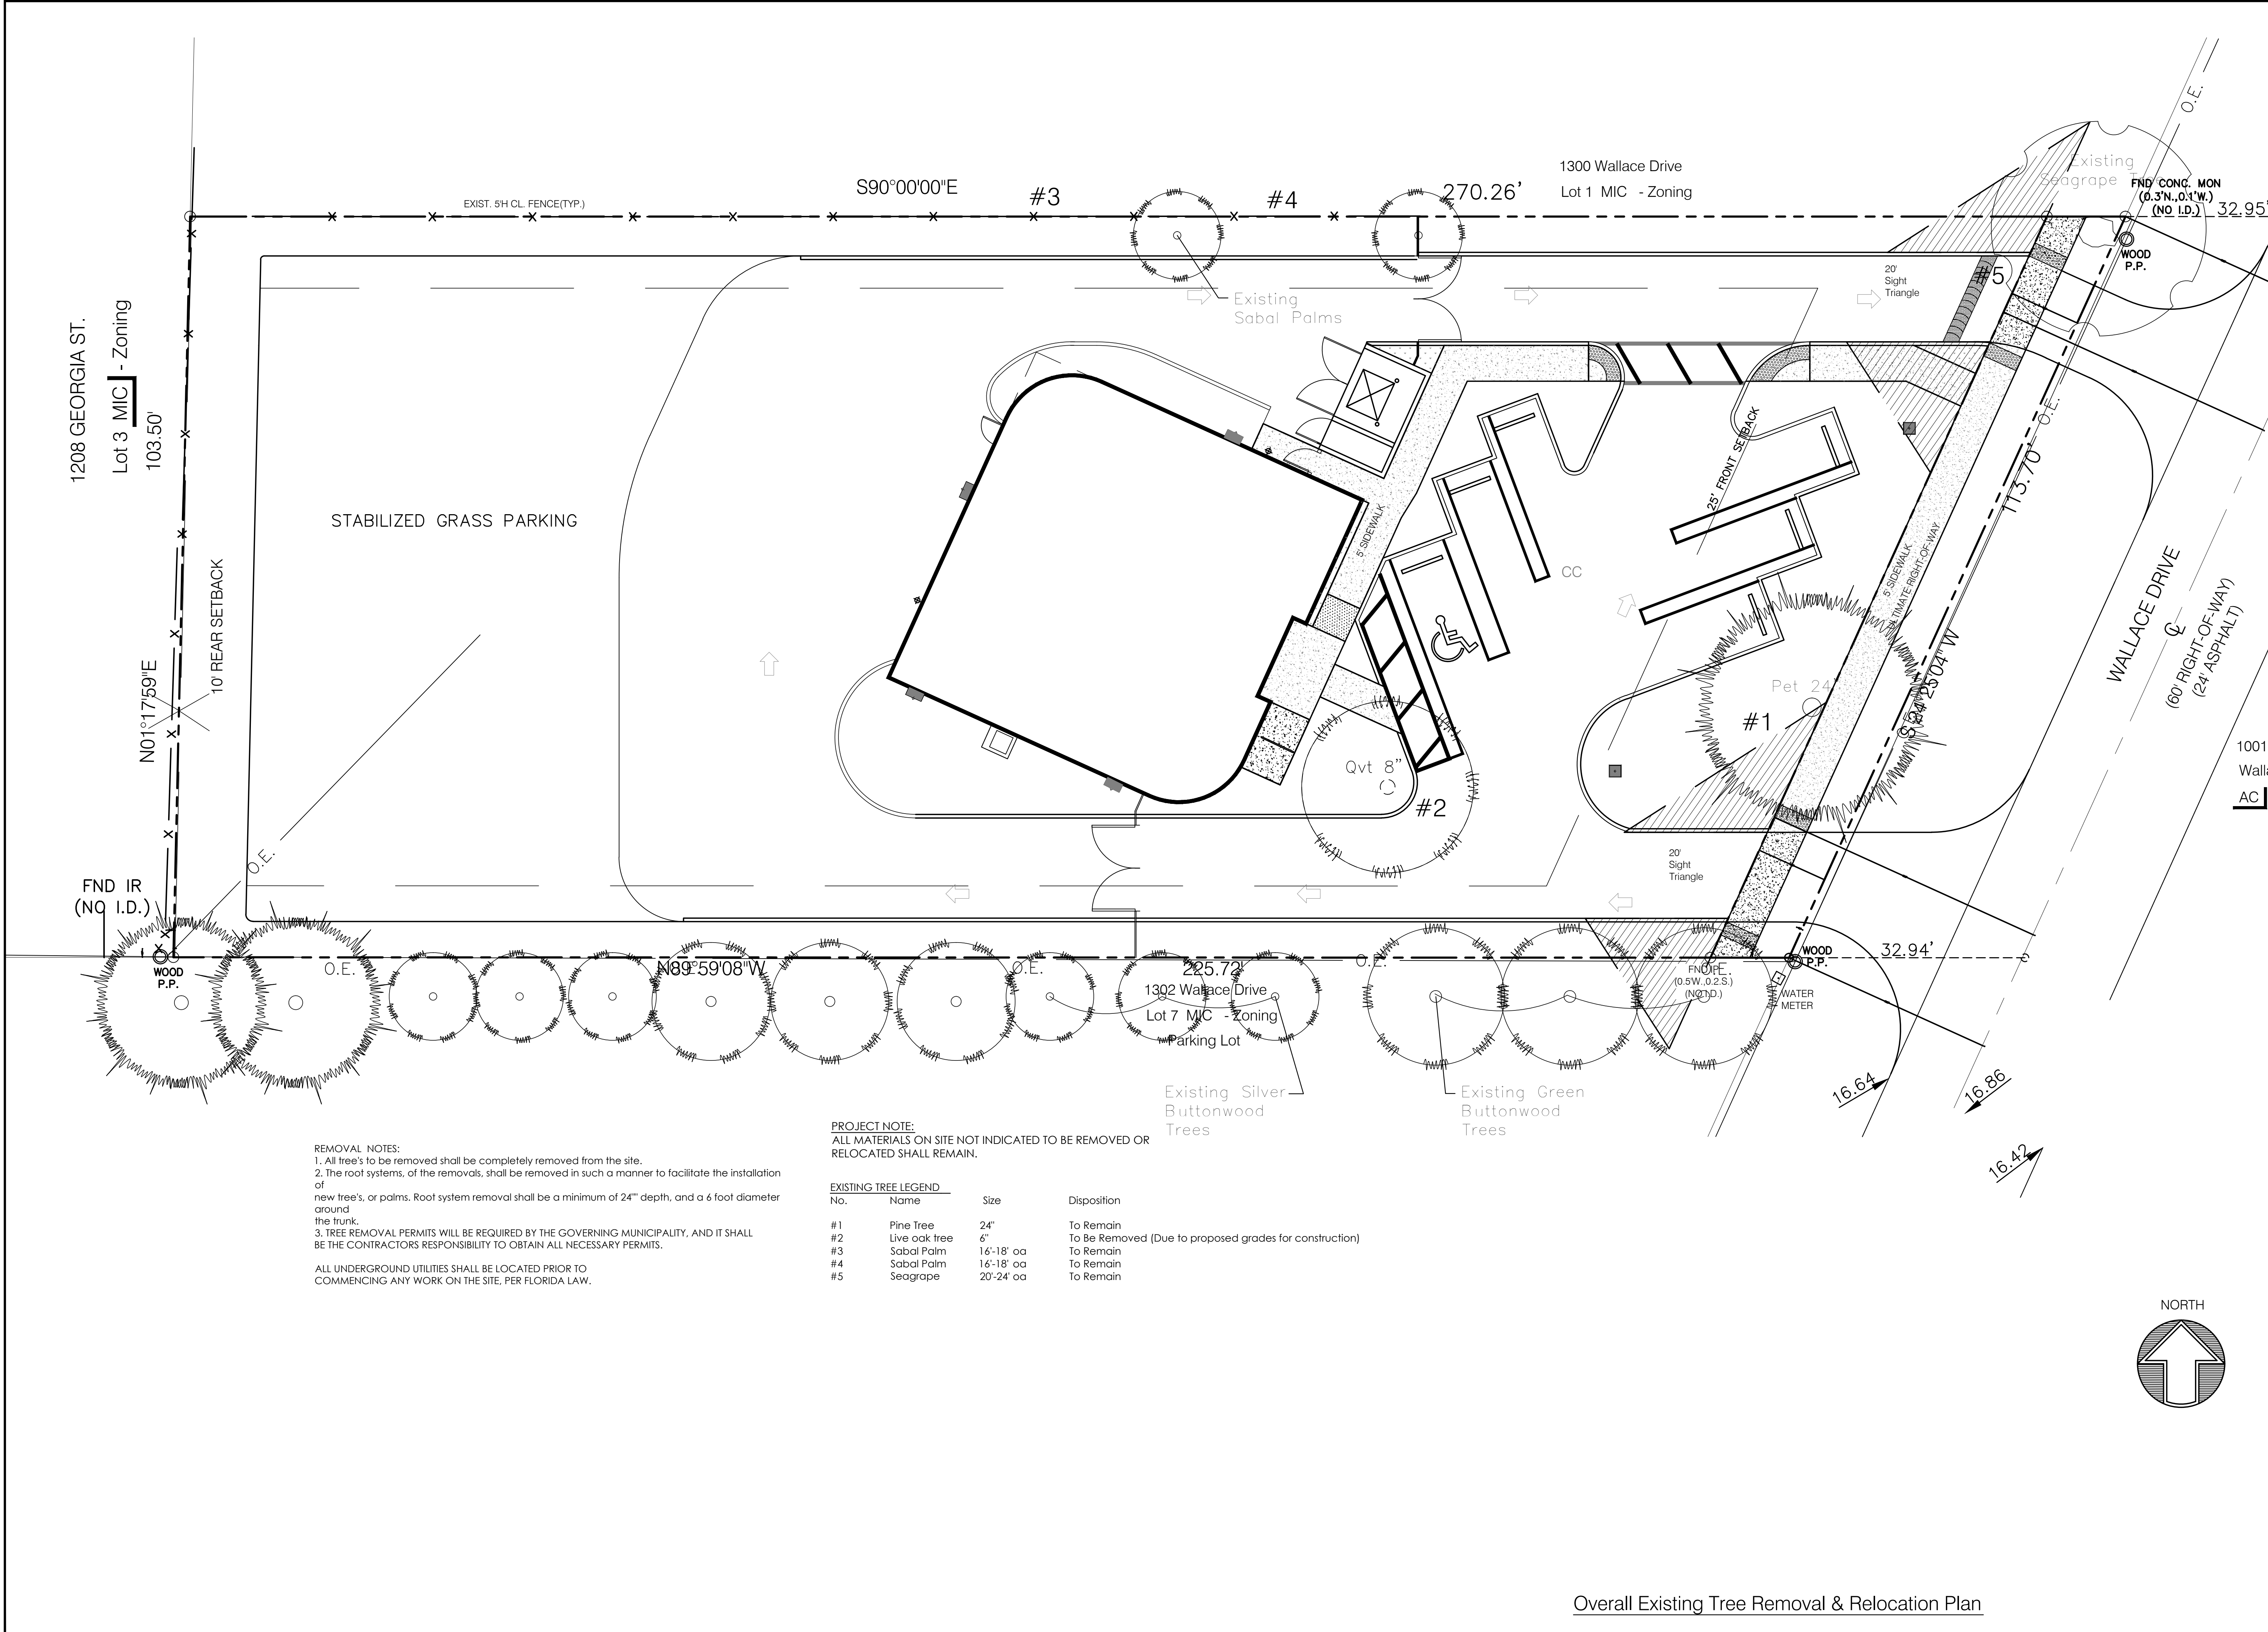 O.E.
1300 Wallace Drive
Lot 1 MIC - Zoning
S90°00'00"E
#3
#4
270.26'
EXIST. 5'H CL. FENCE(TYP.)
Existing
FND CONC. MON
(0.3'N.,0.1'W.)
(NO I.D.)
32.95'
WOOD
P.P.
20'
Sight
Triangle
#5
Existing
Sabal Palms
1208 GEORGIA ST.
Lot 3 MIC - Zoning
103.50'
STABILIZED GRASS PARKING
5' SIDEWALK
25' FRONT SETBACK
CC
O.E.
113.70'
5' SIDEWALK
ULTIMATE RIGHT-OF-WAY
WALLACE DRIVE
(60' RIGHT-OF-WAY)
(24' ASPHALT)
N01°17'59"E
10' REAR SETBACK
Pet 24"
#1
1001
AC
Qvt 8"
#2
20'
Sight
Triangle
O.E.
FND IR
(NO I.D.)
WOOD
P.P.
O.E.
N89°59'08"W
O.E.
225.72'
O.E.
WOOD
P.P.
32.94'
1302 Wallace Drive
Lot 7 MIC - Zoning
Parking Lot
(0.5'W.,0.2.S.)
WATER
METER
Existing Silver
Buttonwood
Trees
Existing Green
Buttonwood
Trees
16.64
16.86
16.42
REMOVAL NOTES:
1. All tree's to be removed shall be completely removed from the site.
2. The root systems, of the removals, shall be removed in such a manner to facilitate the installation
of
new tree's, or palms. Root system removal shall be a minimum of 24"" depth, and a 6 foot diameter
around
the trunk.
3. TREE REMOVAL PERMITS WILL BE REQUIRED BY THE GOVERNING MUNICIPALITY, AND IT SHALL
BE THE CONTRACTORS RESPONSIBILITY TO OBTAIN ALL NECESSARY PERMITS.
ALL UNDERGROUND UTILITIES SHALL BE LOCATED PRIOR TO
COMMENCING ANY WORK ON THE SITE, PER FLORIDA LAW.
PROJECT NOTE:
ALL MATERIALS ON SITE NOT INDICATED TO BE REMOVED OR
RELOCATED SHALL REMAIN.
EXISTING TREE LEGEND
No. Name Size Disposition
#1 Pine Tree 24" To Remain
#2 Live oak tree 6" To Be Removed (Due to proposed grades for construction)
#3 Sabal Palm 16'-18' oa To Remain
#4 Sabal Palm 16'-18' oa To Remain
#5 Seagrape 20'-24' oa To Remain
NORTH
Overall Existing Tree Removal & Relocation Plan